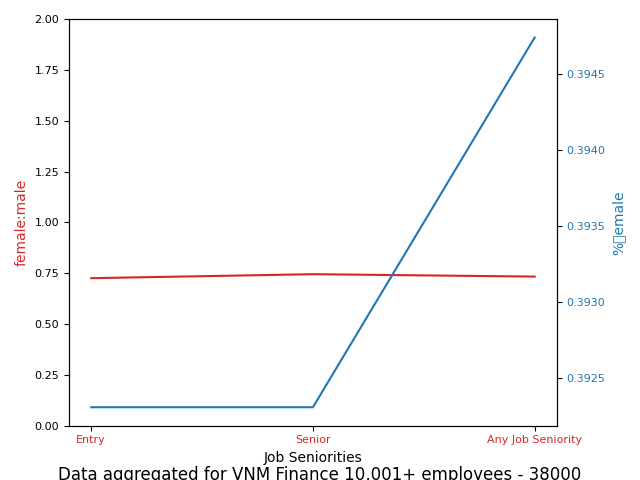 2.00
1.75
1.50
1.25
1.00
0.75
0.50
0.25
0.00
female:male
0.3945
0.3940
0.3935
0.3930
0.3925
%▯emale
Entry Senior Any Job Seniority
Job Seniorities
Data aggregated for VNM Finance 10,001+ employees - 38000